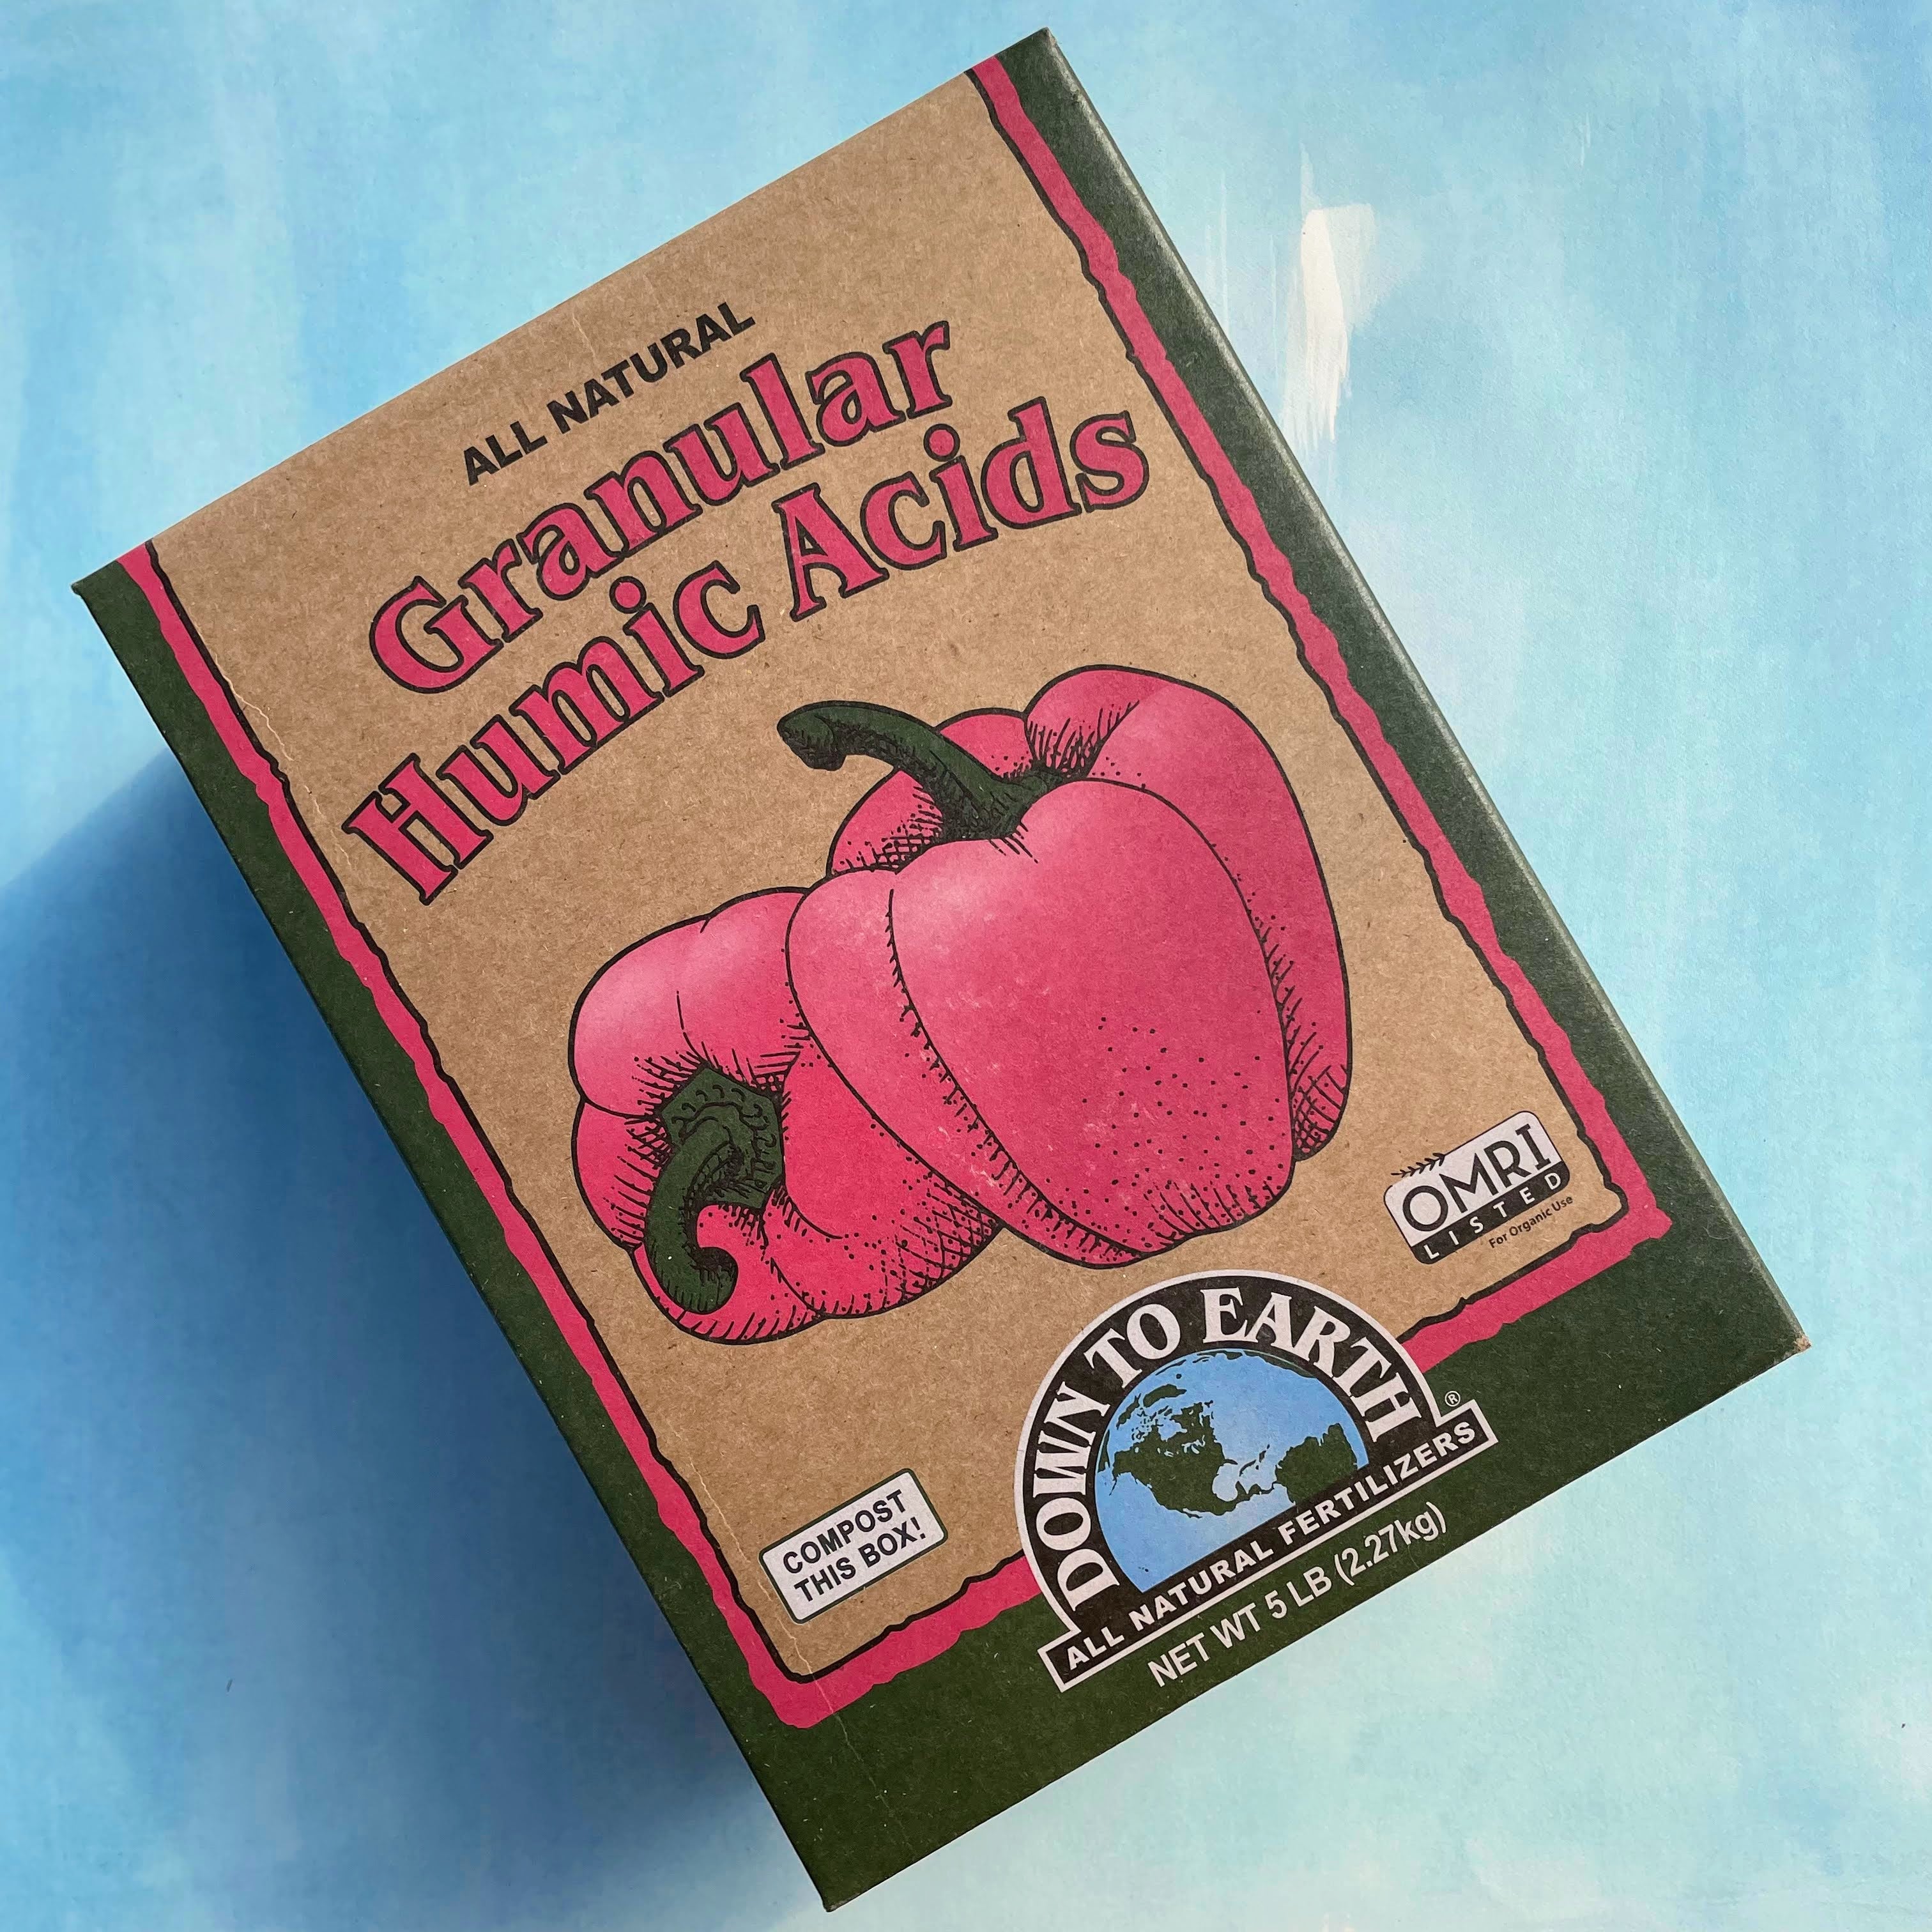 ALL NATURAL
Granular
Humic Acids
OMRI
LISTED
For Organic Use
COMPOST
THIS BOX!
DOWN TO EARTH
®
ALL NATURAL FERTILIZERS
NET WT 5 LB (2.27kg)